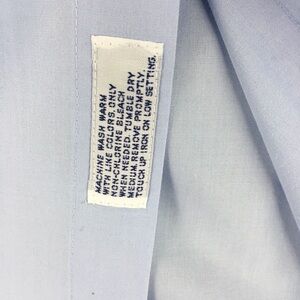 MACHINE WASH WARM
WITH LIKE COLORS. ONLY
NON-CHLORINE BLEACH
WHEN NEEDED. TUMBLE DRY
MEDIUM. REMOVE PROMPTLY.
TOUCH UP IRON ON LOW SETTING.